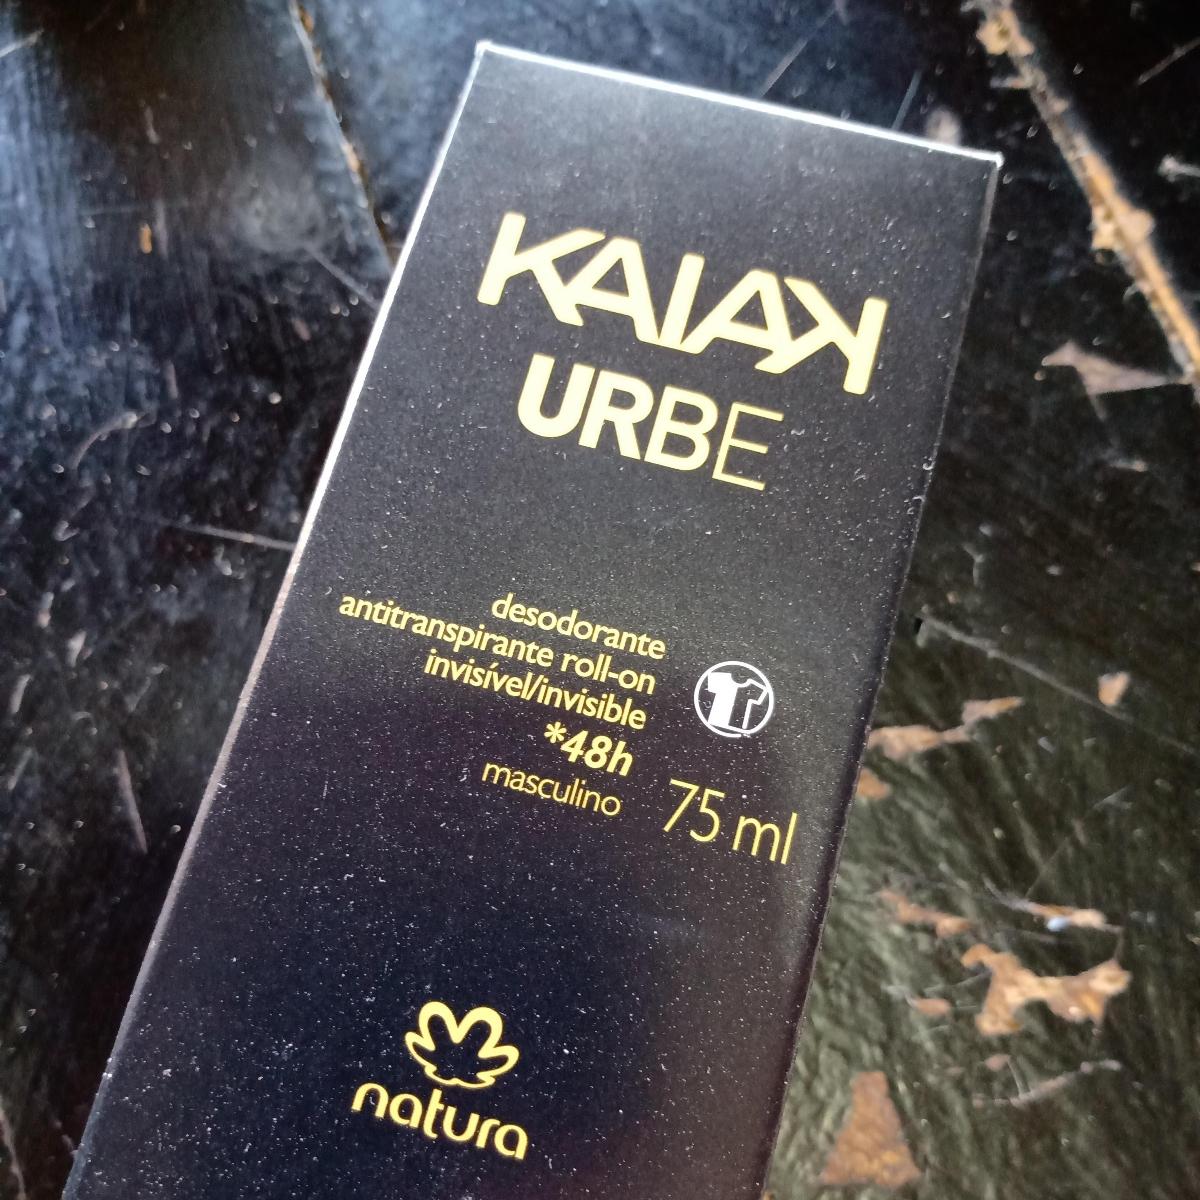 KAIAK
URBE
desodorante
antitranspirante roll-on
invisível/invisible
*48h
masculino
75 ml
natura